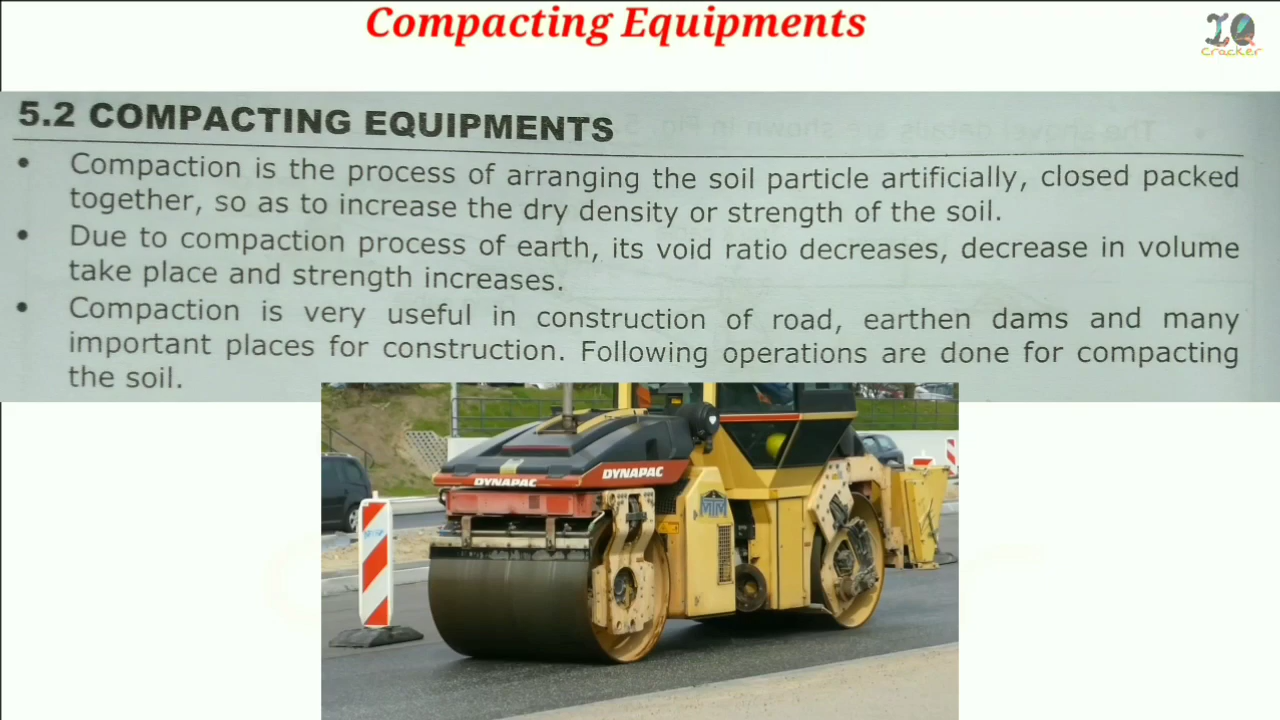 Compacting Equipments
IQ
Cracker
5.2 COMPACTING EQUIPMENTS
• Compaction is the process of arranging the soil particle artificially, closed packed
together, so as to increase the dry density or strength of the soil.
• Due to compaction process of earth, its void ratio decreases, decrease in volume
take place and strength increases.
• Compaction is very useful in construction of road, earthen dams and many
important places for construction. Following operations are done for compacting
the soil.
DYNAPAC
DYNAPAC
MTM